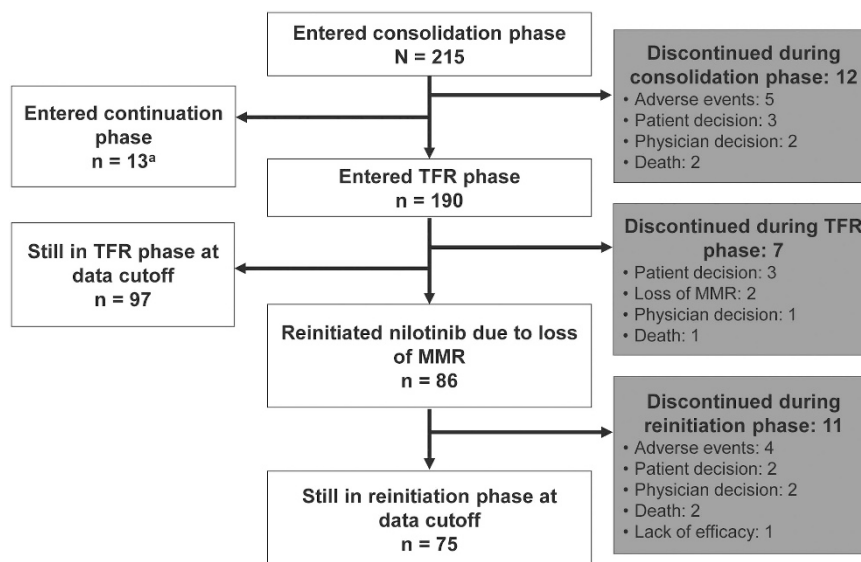 Entered consolidation phase
N = 215
Discontinued during
consolidation phase: 12
• Adverse events: 5
• Patient decision: 3
• Physician decision: 2
• Death: 2
Entered continuation
phase
n = 13ᵃ
Entered TFR phase
n = 190
Discontinued during TFR
phase: 7
• Patient decision: 3
• Loss of MMR: 2
• Physician decision: 1
• Death: 1
Still in TFR phase at
data cutoff
n = 97
Reinitiated nilotinib due to loss
of MMR
n = 86
Discontinued during
reinitiation phase: 11
• Adverse events: 4
• Patient decision: 2
• Physician decision: 2
• Death: 2
• Lack of efficacy: 1
Still in reinitiation phase at
data cutoff
n = 75